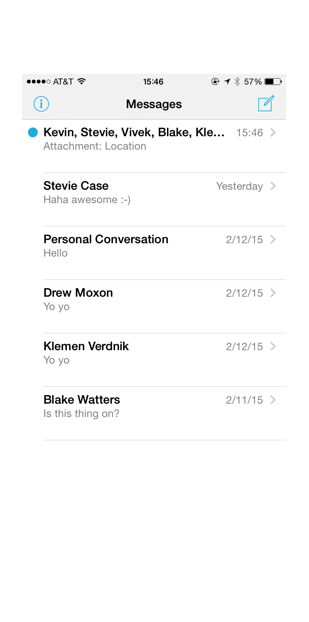 AT&T 15:46 57%
Messages
Kevin, Stevie, Vivek, Blake, Kle... 15:46
Attachment: Location
Stevie Case Yesterday
Haha awesome :-)
Personal Conversation 2/12/15
Hello
Drew Moxon 2/12/15
Yo yo
Klemen Verdnik 2/12/15
Yo yo
Blake Watters 2/11/15
Is this thing on?